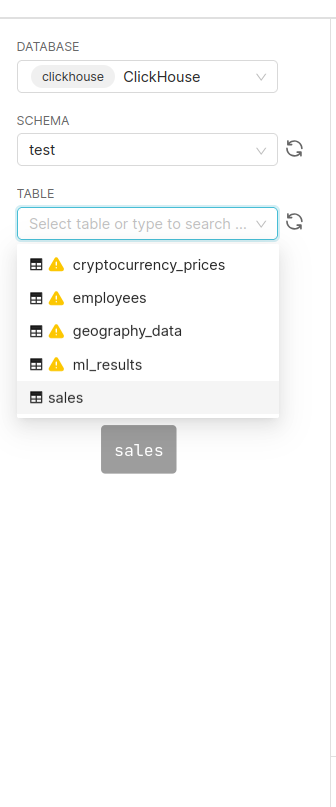 DATABASE
clickhouse ClickHouse
SCHEMA
test
TABLE
Select table or type to search ...
cryptocurrency_prices
employees
geography_data
ml_results
sales
sales